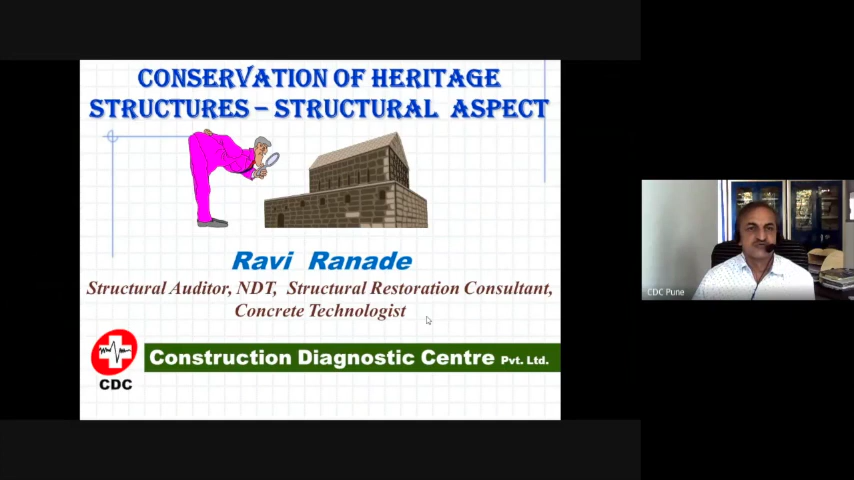 CONSERVATION OF HERITAGE
STRUCTURES – STRUCTURAL ASPECT
Ravi Ranade
Structural Auditor, NDT, Structural Restoration Consultant,
Concrete Technologist
Construction Diagnostic Centre Pvt. Ltd.
CDC
CDC Pune